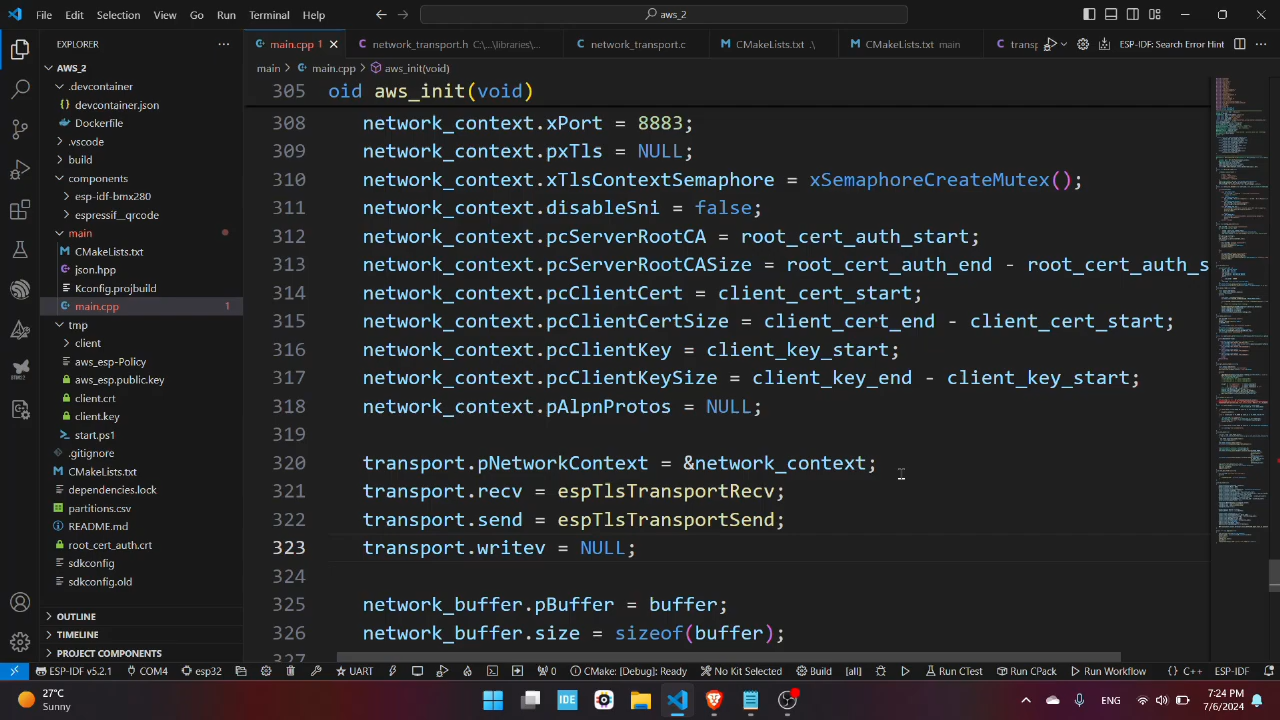 File Edit Selection View Go Run Terminal Help
aws_2
EXPLORER
main.cpp 1
network_transport.h C:\...\libraries\...
network_transport.c
CMakeLists.txt .\
CMakeLists.txt main
transp
ESP-IDF: Search Error Hint
AWS_2
.devcontainer
devcontainer.json
Dockerfile
.vscode
build
components
esp-idf-bmx280
espressif__qrcode
main
CMakeLists.txt
json.hpp
Kconfig.projbuild
main.cpp 1
tmp
client
aws_esp-Policy
aws_esp.public.key
client.crt
client.key
start.ps1
.gitignore
CMakeLists.txt
dependencies.lock
partitions.csv
README.md
root_cert_auth.crt
sdkconfig
sdkconfig.old
OUTLINE
TIMELINE
PROJECT COMPONENTS
main > main.cpp > aws_init(void)
305 oid aws_init(void)
308 network_context.xPort = 8883;
309 network_context.pxTls = NULL;
310 network_context.xTlsContextSemaphore = xSemaphoreCreateMutex();
311 network_context.disableSni = false;
312 network_context.pcServerRootCA = root_cert_auth_start;
313 network_context.pcServerRootCASize = root_cert_auth_end - root_cert_auth_s
314 network_context.pcClientCert = client_cert_start;
315 network_context.pcClientCertSize = client_cert_end - client_cert_start;
316 network_context.pcClientKey = client_key_start;
317 network_context.pcClientKeySize = client_key_end - client_key_start;
318 network_context.pAlpnProtos = NULL;
319
320 transport.pNetworkContext = &network_context;
321 transport.recv = espTlsTransportRecv;
322 transport.send = espTlsTransportSend;
323 transport.writev = NULL;
324
325 network_buffer.pBuffer = buffer;
326 network_buffer.size = sizeof(buffer);
327
ESP-IDF v5.2.1 COM4 esp32 UART 0 CMake: [Debug]: Ready No Kit Selected Build [all] Run CTest Run CPack Run Workflow {} C++ ESP-IDF
27°C
Sunny
IDE
ENG
7:24 PM
7/6/2024